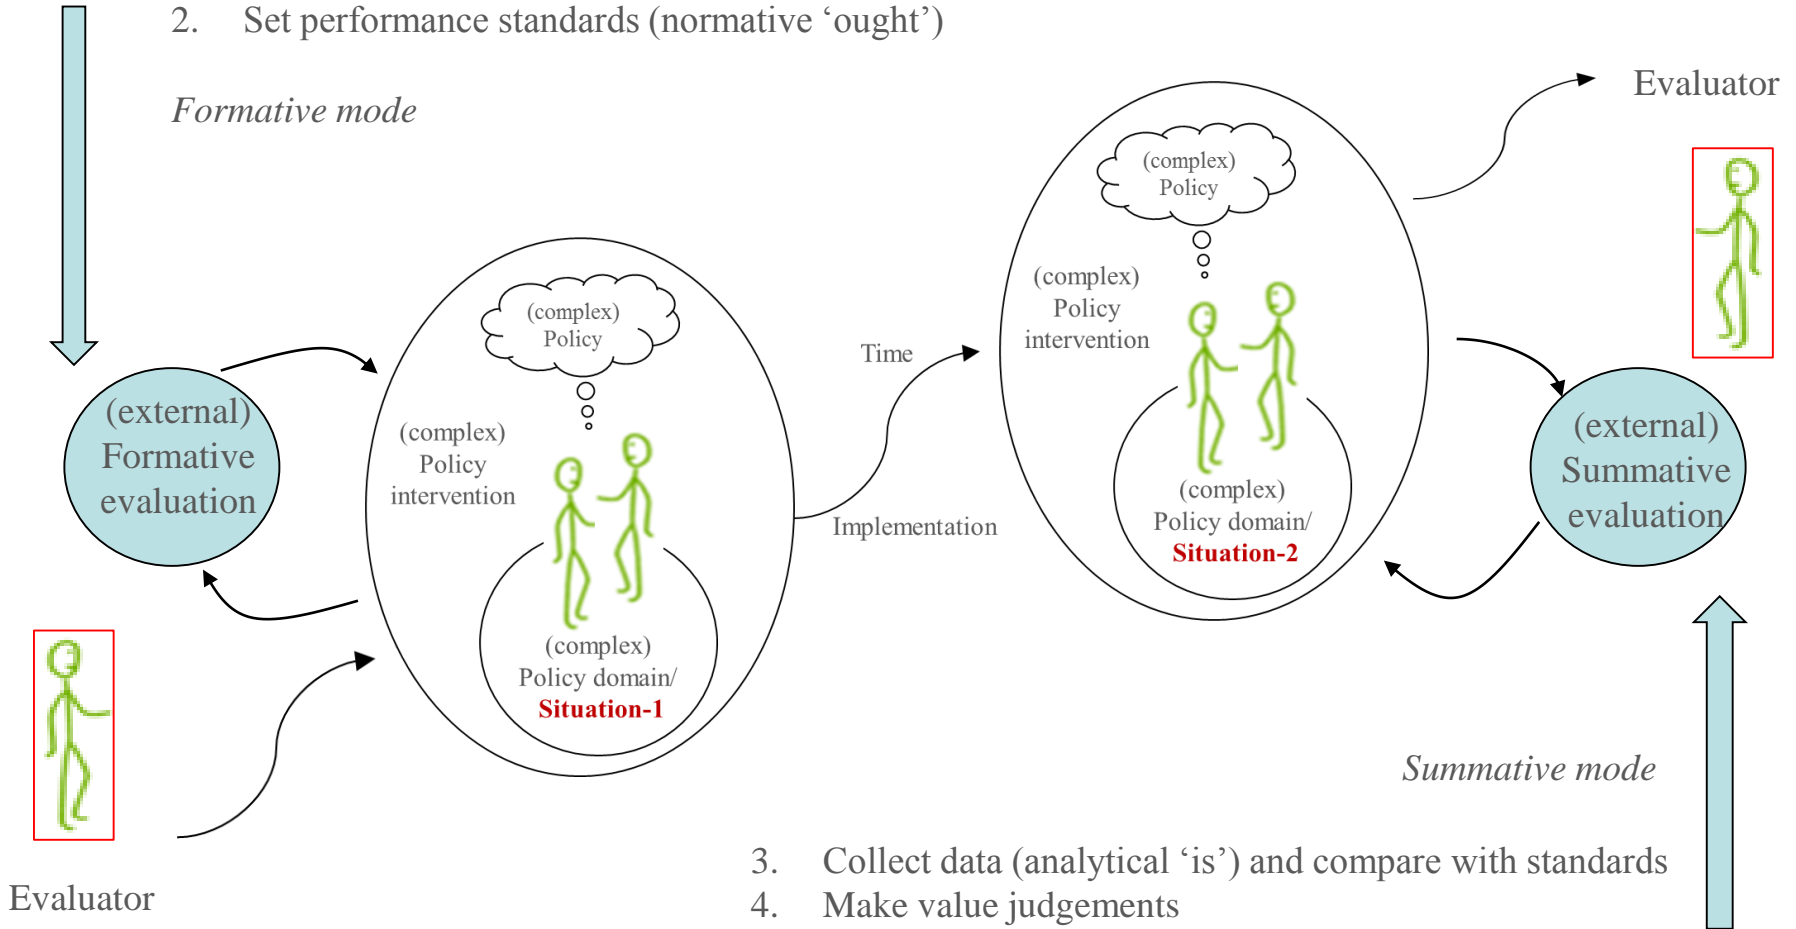 2. Set performance standards (normative ‘ought’)
Formative mode
Evaluator
(complex)
Policy
(complex)
Policy
intervention
(complex)
Policy domain/
Situation-2
(external)
Summative
evaluation
Time
Implementation
(complex)
Policy
(complex)
Policy
intervention
(complex)
Policy domain/
Situation-1
(external)
Formative
evaluation
Evaluator
Summative mode
3. Collect data (analytical ‘is’) and compare with standards
4. Make value judgements